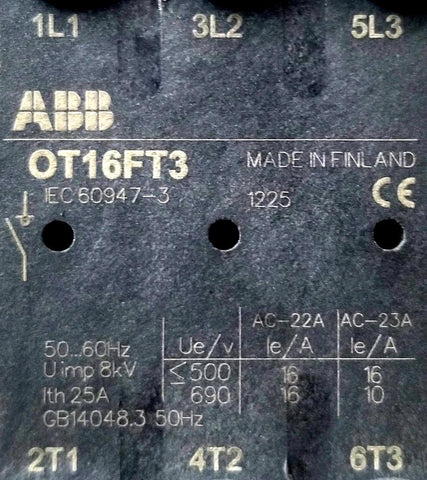 1L1 3L2 5L3
ABB
OT16FT3 MADE IN FINLAND
IEC 60947-3 1225 CE
AC-22A AC-23A
50...60Hz Ue/v Ie/A Ie/A
U imp 8kV ≤500 16 16
Ith 25A 690 16 10
GB14048.3 50Hz
2T1 4T2 6T3